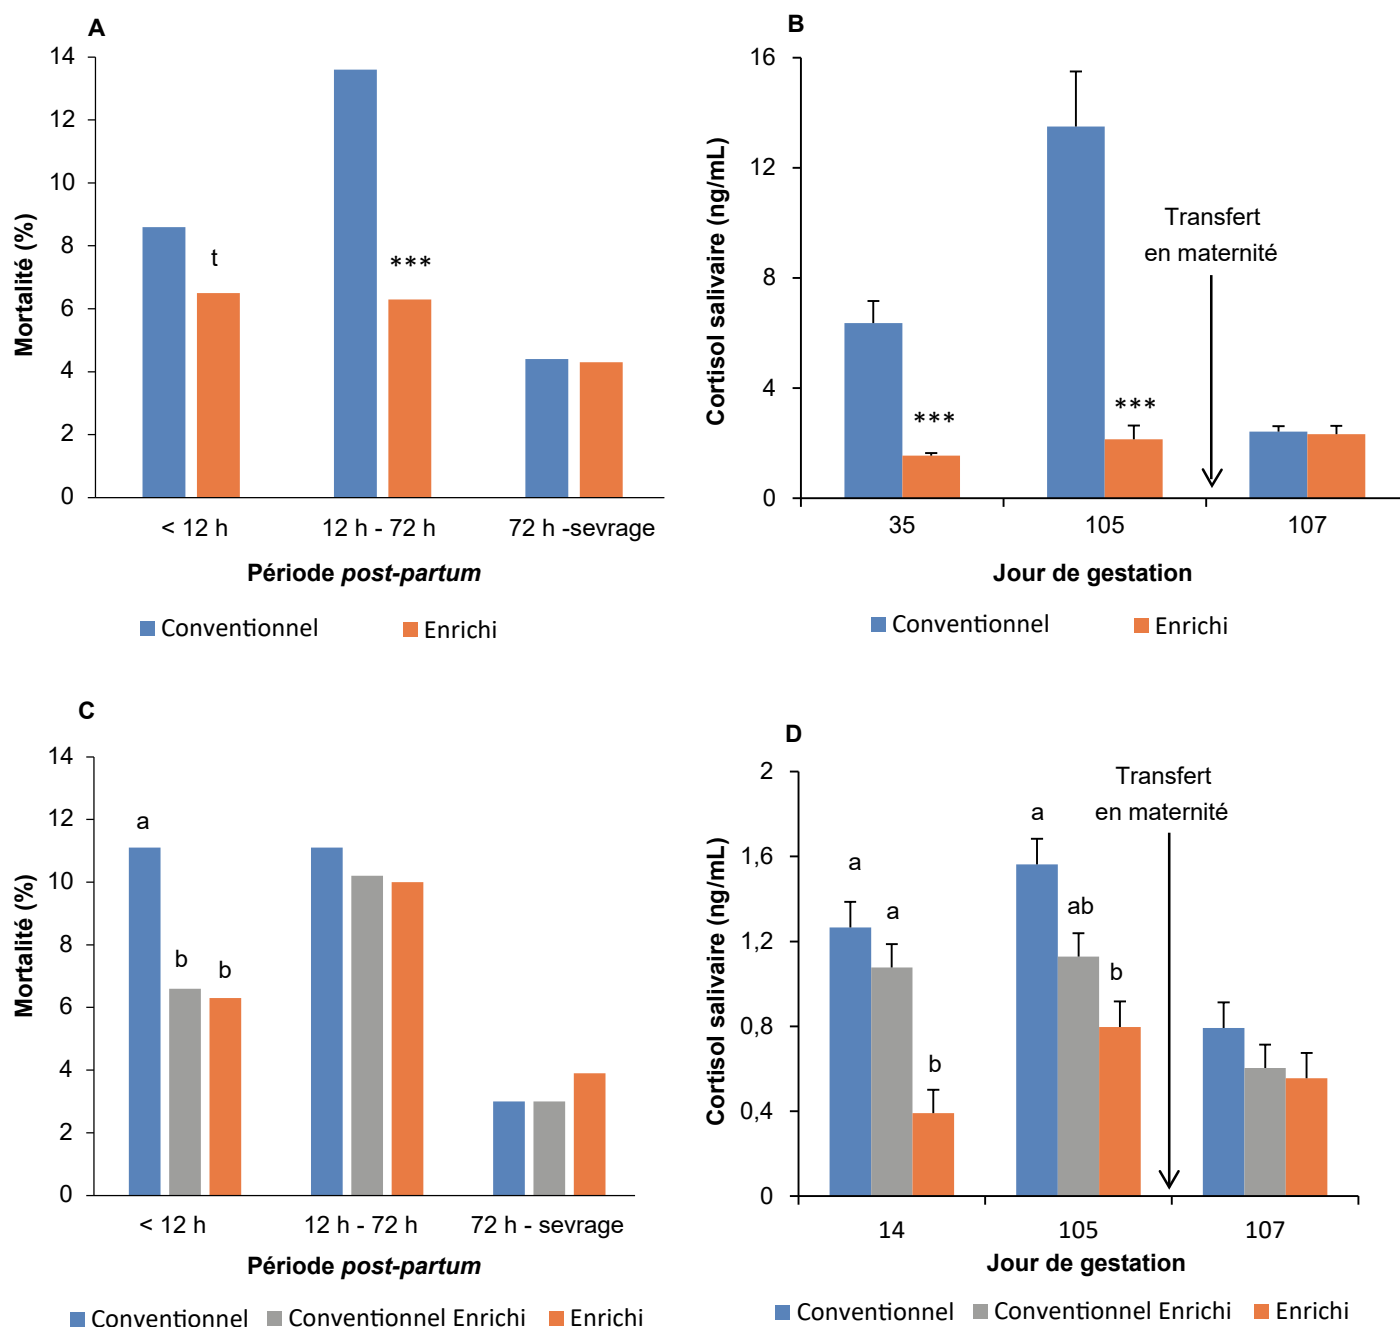 A
Mortalité (%)
14
12
10
8
6
4
2
0
t
***
< 12 h
12 h - 72 h
72 h -sevrage
Période post-partum
Conventionnel
Enrichi
B
Cortisol salivaire (ng/mL)
16
12
8
4
0
***
***
Transfert
en maternité
35
105
107
Jour de gestation
Conventionnel
Enrichi
C
Mortalité (%)
14
12
10
8
6
4
2
0
a
b
b
< 12 h
12 h - 72 h
72 h - sevrage
Période post-partum
Conventionnel
Conventionnel Enrichi
Enrichi
D
Cortisol salivaire (ng/mL)
2
1,6
1,2
0,8
0,4
0
a
a
b
a
ab
b
Transfert
en maternité
14
105
107
Jour de gestation
Conventionnel
Conventionnel Enrichi
Enrichi